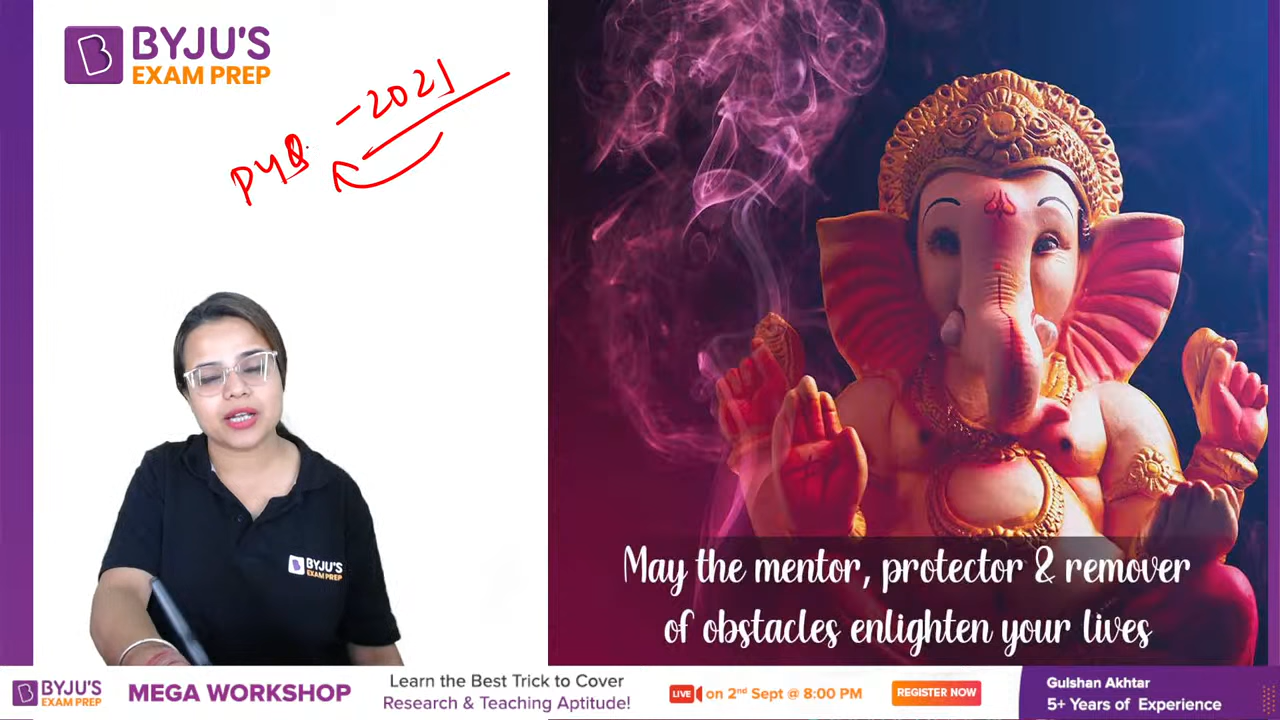 BYJU'S
EXAM PREP
PYQ - 2021
BYJU'S
EXAM PREP
May the mentor, protector & remover
of obstacles enlighten your lives
BYJU'S
EXAM PREP
MEGA WORKSHOP
Learn the Best Trick to Cover
Research & Teaching Aptitude!
LIVE on 2nd Sept @ 8:00 PM
REGISTER NOW
Gulshan Akhtar
5+ Years of Experience